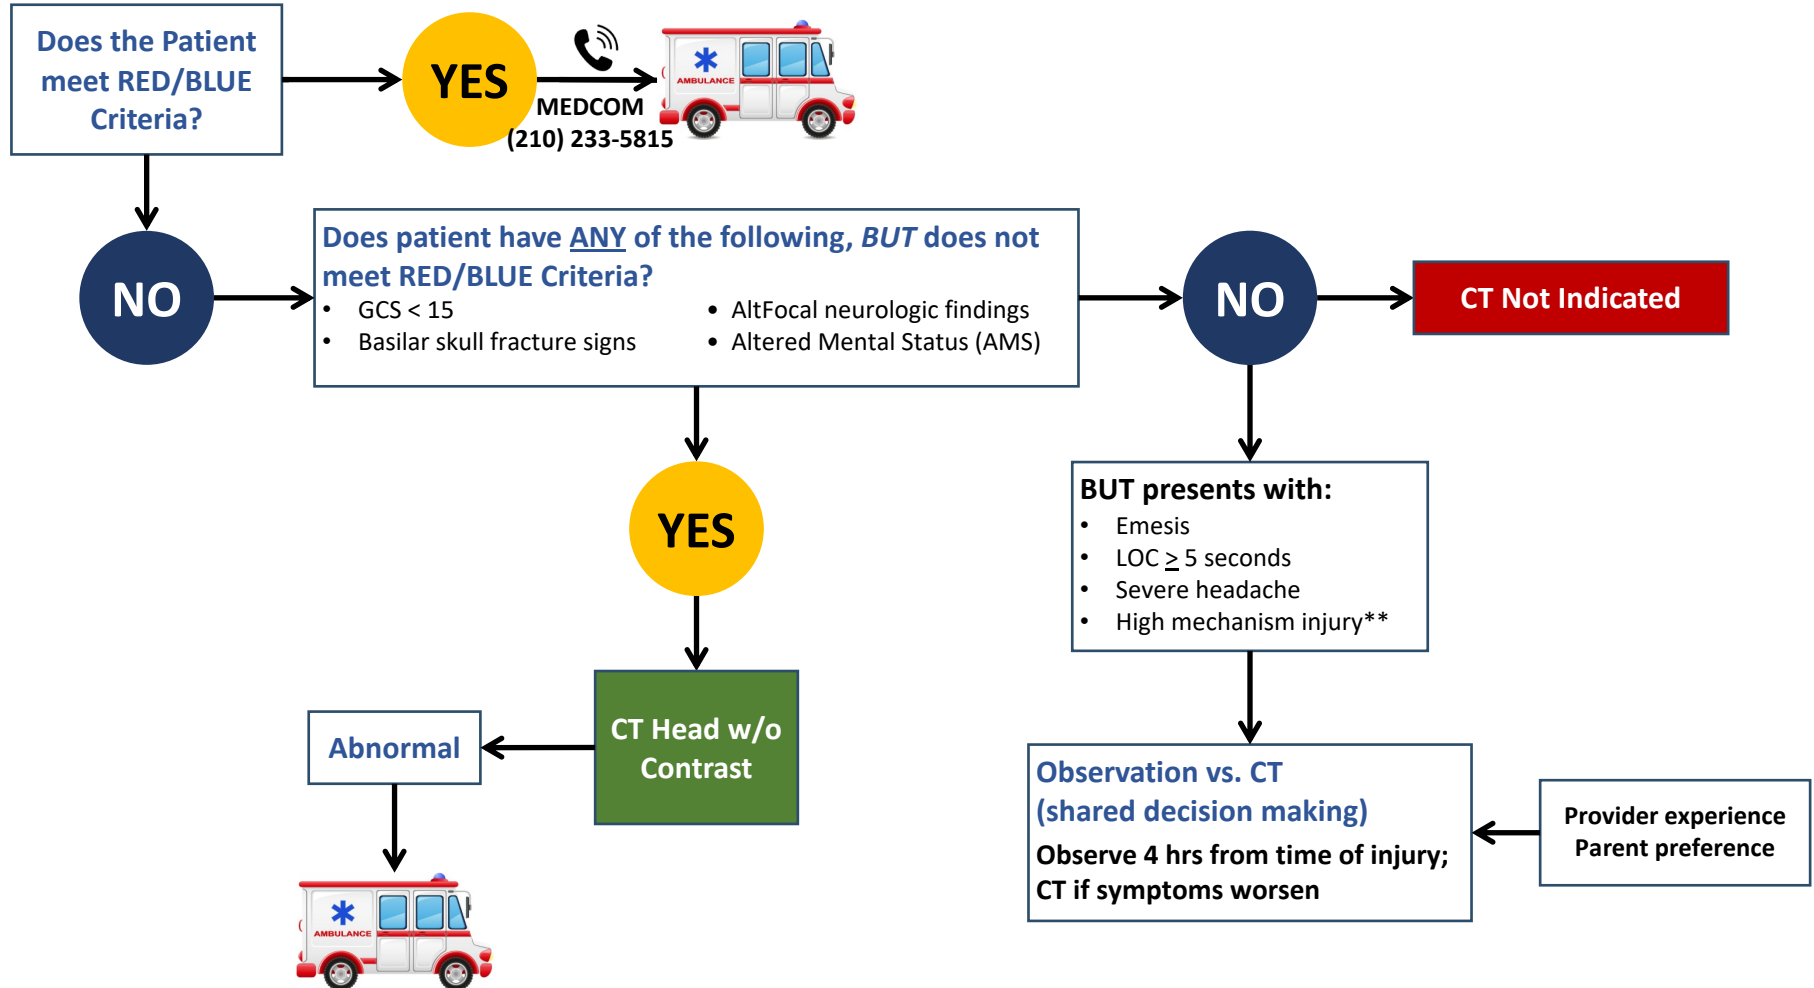 Does the Patient
meet RED/BLUE
Criteria?
YES
MEDCOM
(210) 233-5815
AMBULANCE
NO
Does patient have ANY of the following, BUT does not
meet RED/BLUE Criteria?
• GCS < 15
• Basilar skull fracture signs
• AltFocal neurologic findings
• Altered Mental Status (AMS)
NO
CT Not Indicated
YES
BUT presents with:
• Emesis
• LOC ≥ 5 seconds
• Severe headache
• High mechanism injury**
CT Head w/o
Contrast
Abnormal
AMBULANCE
Observation vs. CT
(shared decision making)
Observe 4 hrs from time of injury;
CT if symptoms worsen
Provider experience
Parent preference